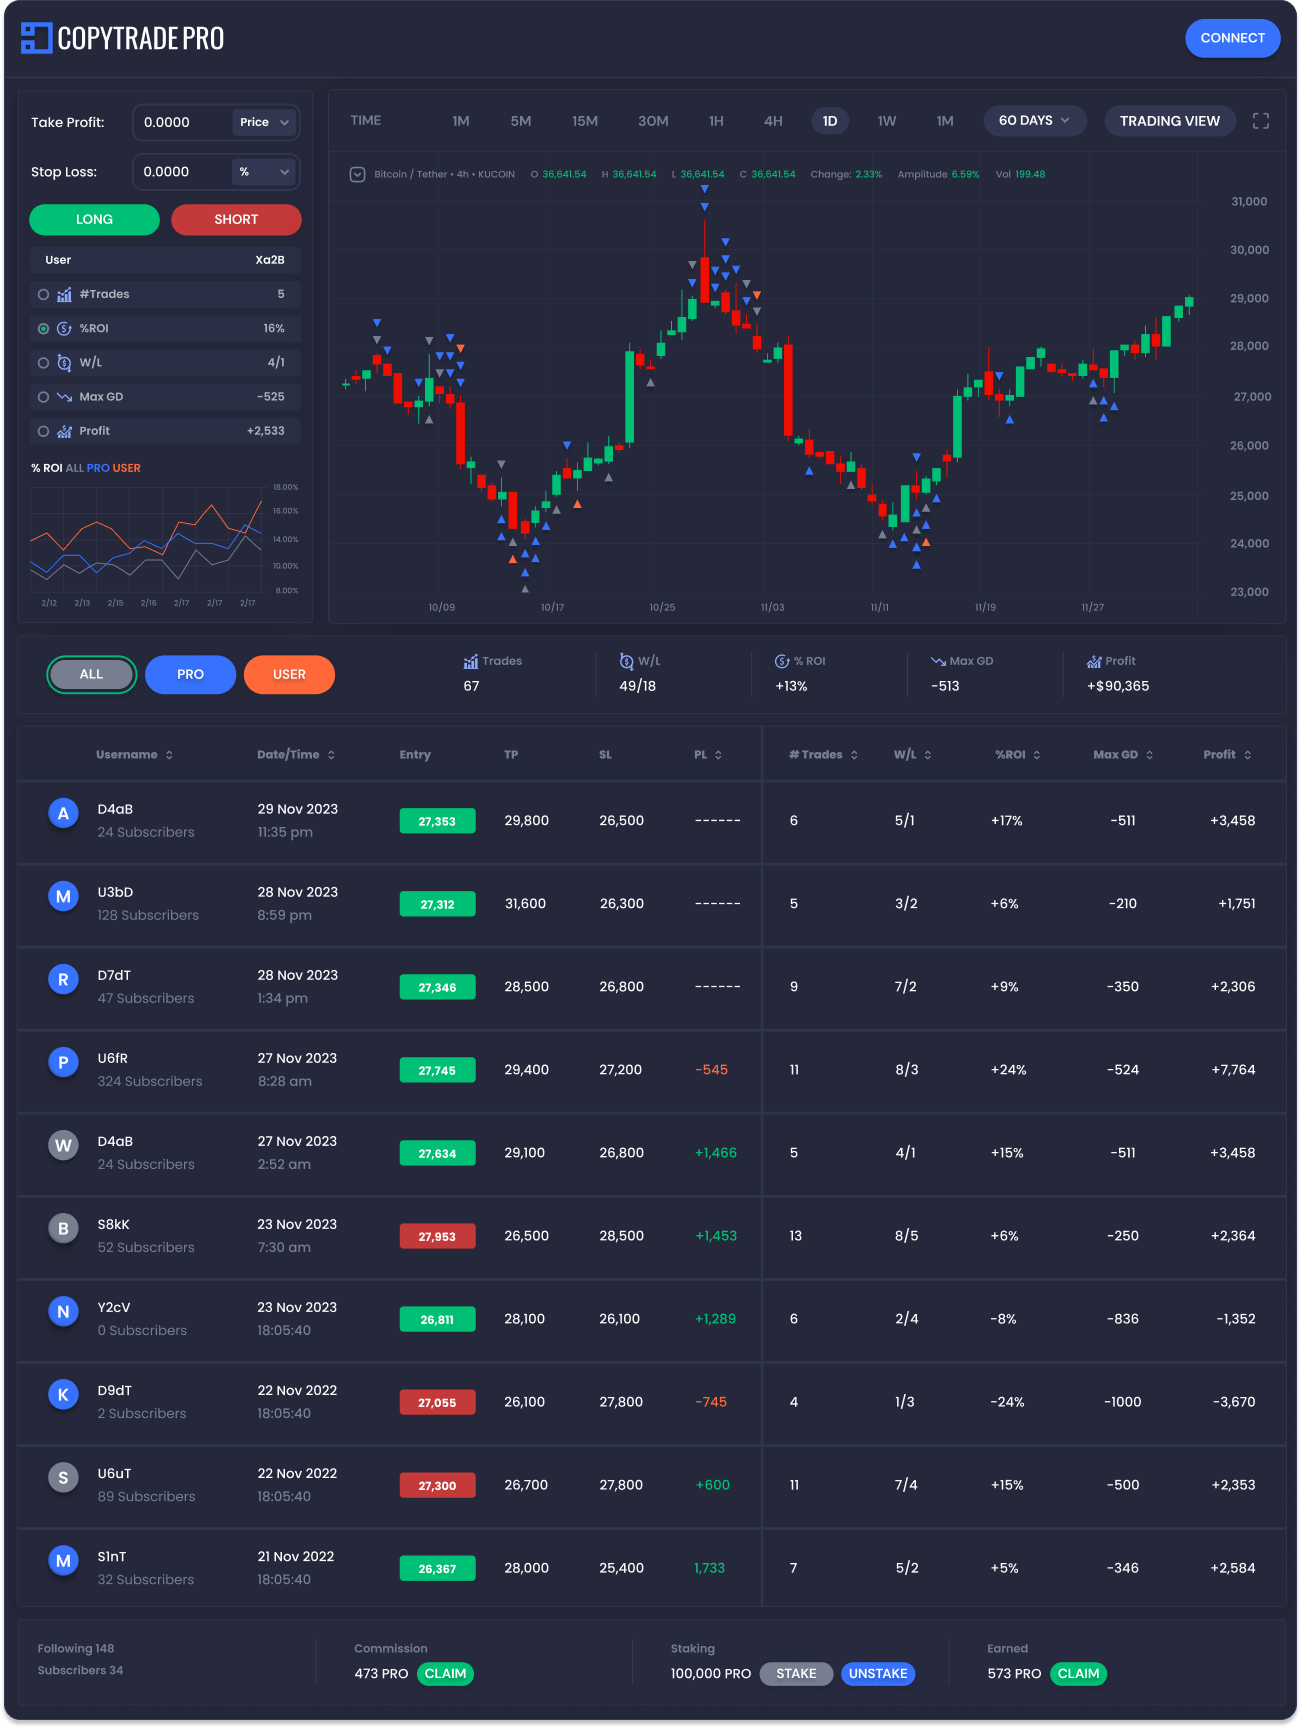 COPYTRADE PRO
CONNECT
Take Profit: 0.0000 Price
Stop Loss: 0.0000 %
LONG SHORT
User Xa2B
#Trades 5
%ROI 16%
W/L 4/1
Max GD -525
Profit +2,533
% ROI ALL PRO USER
18.00%
16.00%
14.00%
10.00%
8.00%
2/12 2/13 2/15 2/16 2/17 2/17 2/17
TIME 1M 5M 15M 30M 1H 4H 1D 1W 1M 60 DAYS TRADING VIEW
Bitcoin / Tether • 4h • KUCOIN O 36,641.54 H 36,641.54 L 36,641.54 C 36,641.54 Change: 2.33% Amplitude 6.59% Vol 199.48
31,000
30,000
29,000
28,000
27,000
26,000
25,000
24,000
23,000
10/09 10/17 10/25 11/03 11/11 11/19 11/27
ALL PRO USER
Trades W/L % ROI Max GD Profit
67 49/18 +13% -513 +$90,365
Username Date/Time Entry TP SL PL # Trades W/L %ROI Max GD Profit
A D4aB 29 Nov 2023
27,353 29,800 26,500 ------ 6 5/1 +17% -511 +3,458
24 Subscribers 11:35 pm
M U3bD 28 Nov 2023
27,312 31,600 26,300 ------ 5 3/2 +6% -210 +1,751
128 Subscribers 8:59 pm
R D7dT 28 Nov 2023
27,346 28,500 26,800 ------ 9 7/2 +9% -350 +2,306
47 Subscribers 1:34 pm
P U6fR 27 Nov 2023
27,745 29,400 27,200 -545 11 8/3 +24% -524 +7,764
324 Subscribers 8:28 am
W D4aB 27 Nov 2023
27,634 29,100 26,800 +1,466 5 4/1 +15% -511 +3,458
24 Subscribers 2:52 am
B S8kK 23 Nov 2023
27,953 26,500 28,500 +1,453 13 8/5 +6% -250 +2,364
52 Subscribers 7:30 am
N Y2cV 23 Nov 2023
26,811 28,100 26,100 +1,289 6 2/4 -8% -836 -1,352
0 Subscribers 18:05:40
K D9dT 22 Nov 2022
27,055 26,100 27,800 -745 4 1/3 -24% -1000 -3,670
2 Subscribers 18:05:40
S U6uT 22 Nov 2022
27,300 26,700 27,800 +600 11 7/4 +15% -500 +2,353
89 Subscribers 18:05:40
M S1nT 21 Nov 2022
26,367 28,000 25,400 1,733 7 5/2 +5% -346 +2,584
32 Subscribers 18:05:40
Following 148
Subscribers 34
Commission
473 PRO CLAIM
Staking
100,000 PRO STAKE UNSTAKE
Earned
573 PRO CLAIM